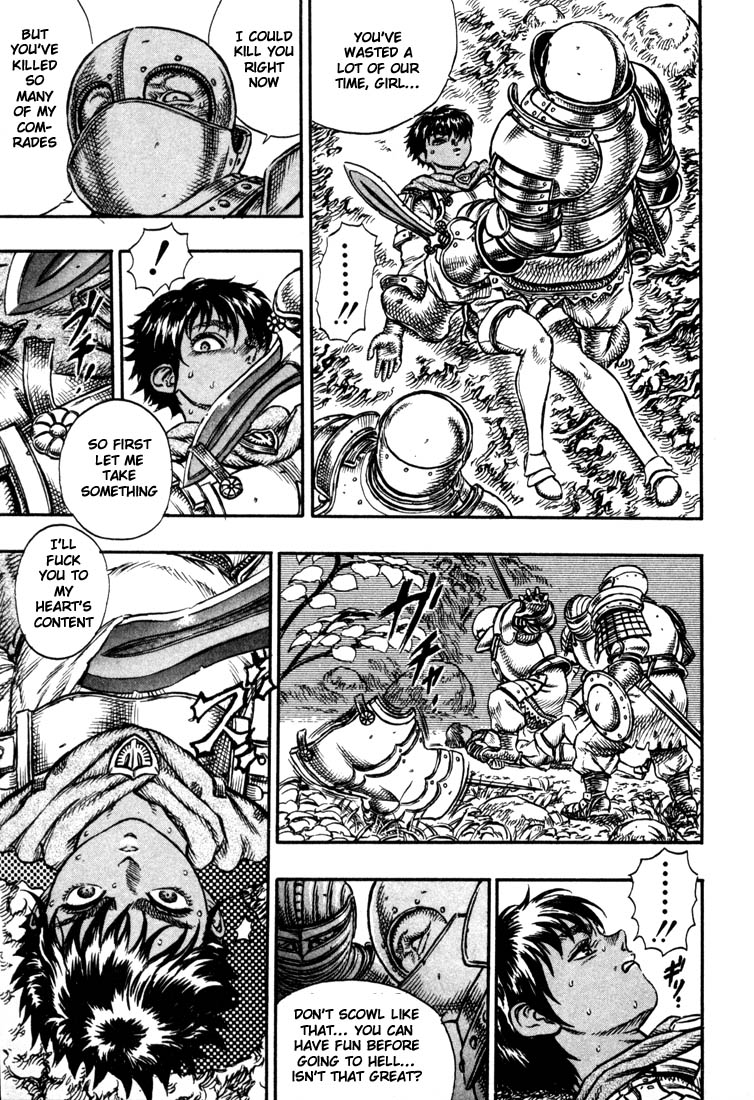 YOU'VE
WASTED A
LOT OF OUR
TIME, GIRL...
......!!
I COULD
KILL YOU
RIGHT
NOW
BUT
YOU'VE
KILLED
SO
MANY
OF MY
COM-
RADES
!
SO FIRST
LET ME
TAKE
SOMETHING
I'LL
FUCK
YOU TO
MY
HEART'S
CONTENT
......!!
DON'T SCOWL LIKE
THAT... YOU CAN
HAVE FUN BEFORE
GOING TO HELL...
ISN'T THAT GREAT?